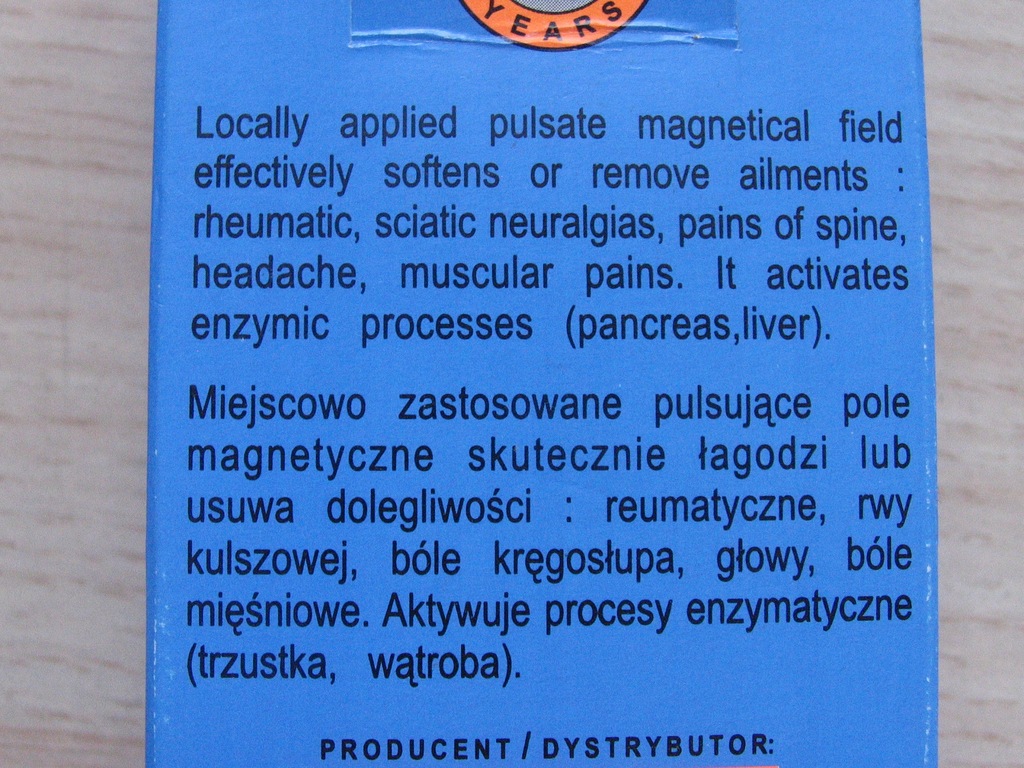 YEARS
Locally applied pulsate magnetical field
effectively softens or remove ailments :
rheumatic, sciatic neuralgias, pains of spine,
headache, muscular pains. It activates
enzymic processes (pancreas,liver).
Miejscowo zastosowane pulsujące pole
magnetyczne skutecznie łagodzi lub
usuwa dolegliwości : reumatyczne, rwy
kulszowej, bóle kręgosłupa, głowy, bóle
mięśniowe. Aktywuje procesy enzymatyczne
(trzustka, wątroba).
PRODUCENT / DYSTRYBUTOR: